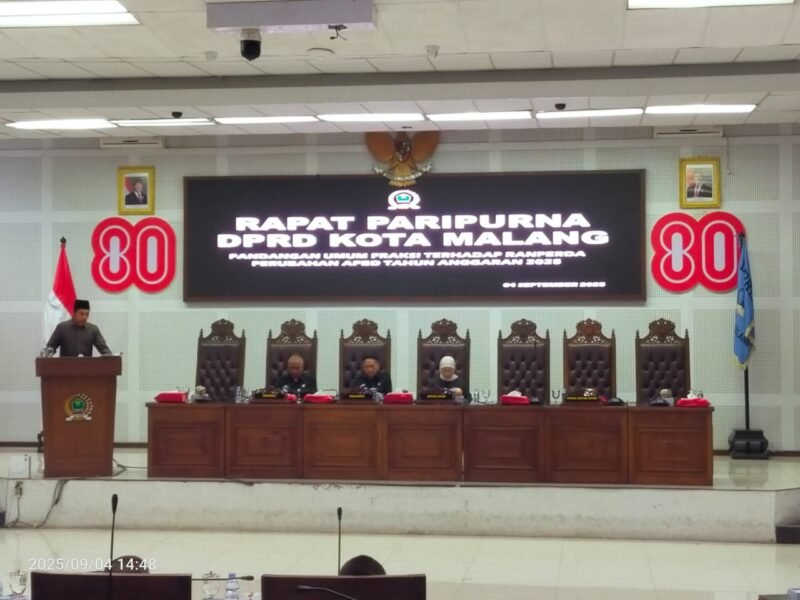 RAPAT PARIPURNA
DPRD KOTA MALANG
PANDANGAN UMUM FRAKSI TERHADAP RANPERDA
PERUBAHAN APBD TAHUN ANGGARAN 2025
04 SEPTEMBER 2025
80
80
2025/09/04 14:48